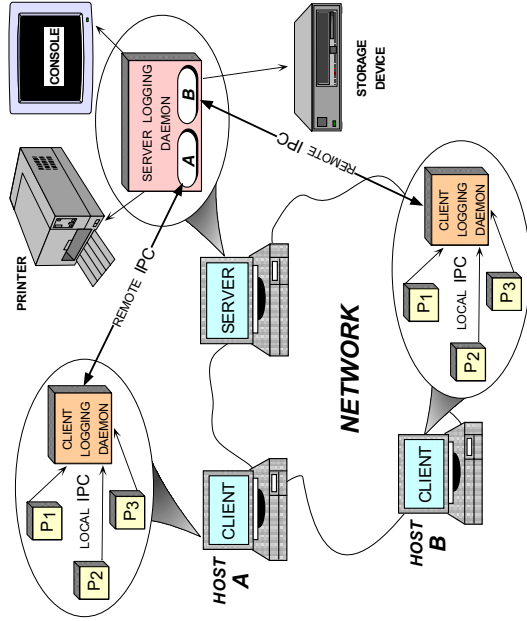 CONSOLE
PRINTER
SERVER LOGGING
DAEMON
A
B
STORAGE
DEVICE
REMOTE IPC
REMOTE IPC
CLIENT
LOGGING
DAEMON
P1
LOCAL IPC
P2
P3
SERVER
NETWORK
CLIENT
LOGGING
DAEMON
P1
LOCAL IPC
P2
P3
CLIENT
HOST
A
CLIENT
HOST
B